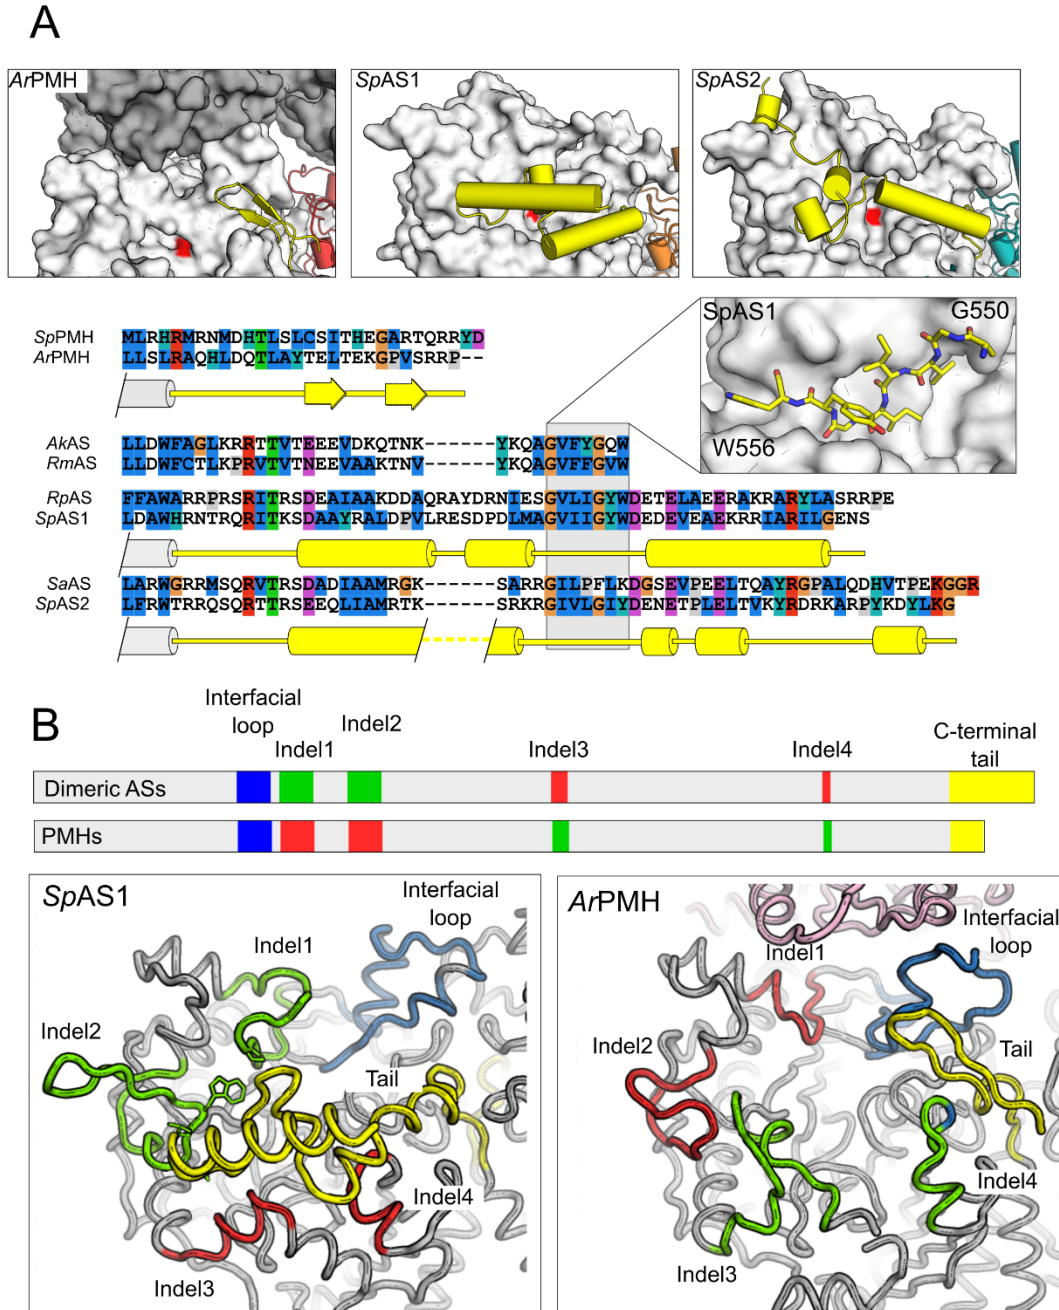 A
ArPMH
SpAS1
SpAS2
SpPMH MLRHRMRNMDHTLSLCSITHEGARTQRRYD
ArPMH LLSLRAQHLDQTLAYTELTEKGPVSRRP--
SpAS1 G550
W556
AkAS LLDWFAGLKRRTTVTEEEVDKQTNK------YKQAGVFYGQW
RmAS LLDWFCTLKPRVTVTNEEVAAKTNV------YKQAGVFFGVW
RpAS FFAWARRPRSRITRSDEAIAAKDDAQRAYDRNIESGVLIGYWDETELAEERAKRARYLASRRPE
SpAS1 LDAWHRNTRQRITKSDAAYRALDPVLRESDPDLMAGVIIGYWDEDEVEAEKRRIARILGENS
SaAS LARWGRRMSQRVTRSDADIAAMRGK------SARRGILPFLKDGSEVPEELTQAYRGPALQDHVTPEKGGR
SpAS2 LFRWTRRQSQRTTRSEEQLIAMRTK------SRKRGIVLGIYDENETPLELTVKYRDRKARPYKDYLKG
B
Interfacial
loop
Indel1
Indel2
Indel3
Indel4
C-terminal
tail
Dimeric ASs
PMHs
SpAS1
Interfacial
loop
Indel1
Indel2
Tail
Indel4
Indel3
ArPMH
Interfacial
loop
Indel1
Indel2
Tail
Indel4
Indel3